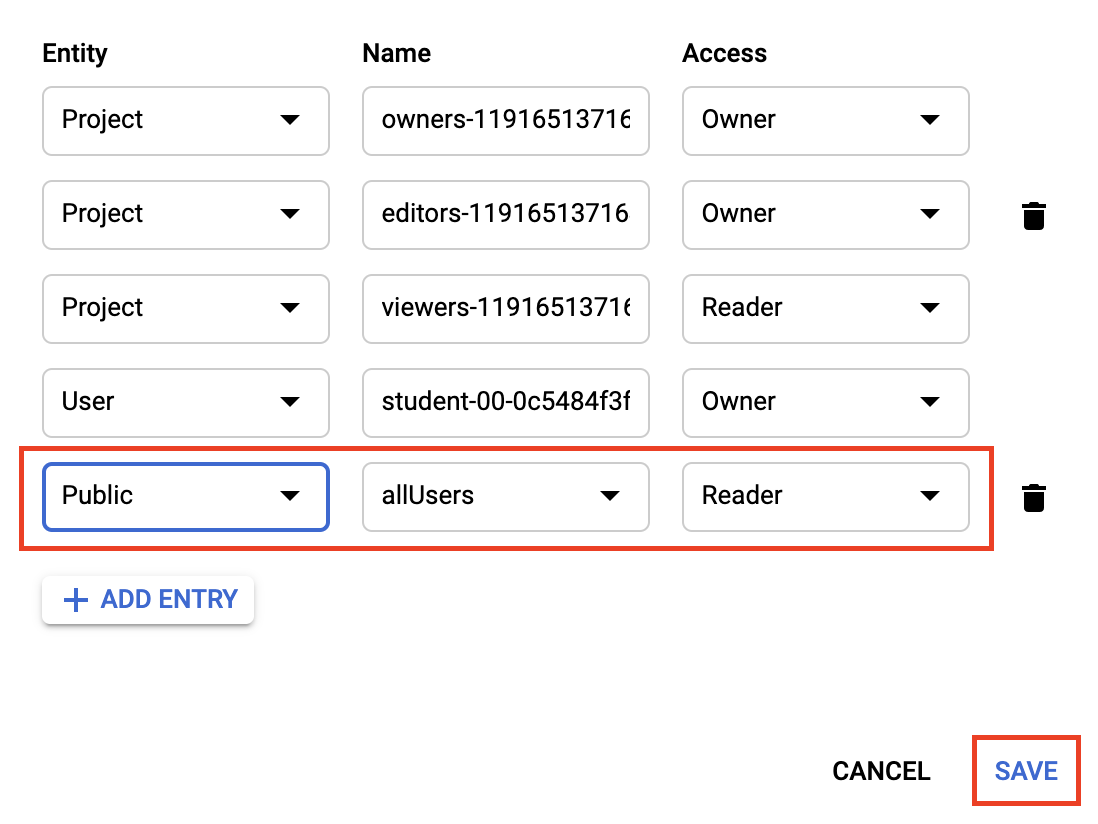 Entity Name Access
Project owners-11916513716 Owner
Project editors-11916513716 Owner
Project viewers-11916513716 Reader
User student-00-0c5484f3f Owner
Public allUsers Reader
ADD ENTRY
CANCEL SAVE